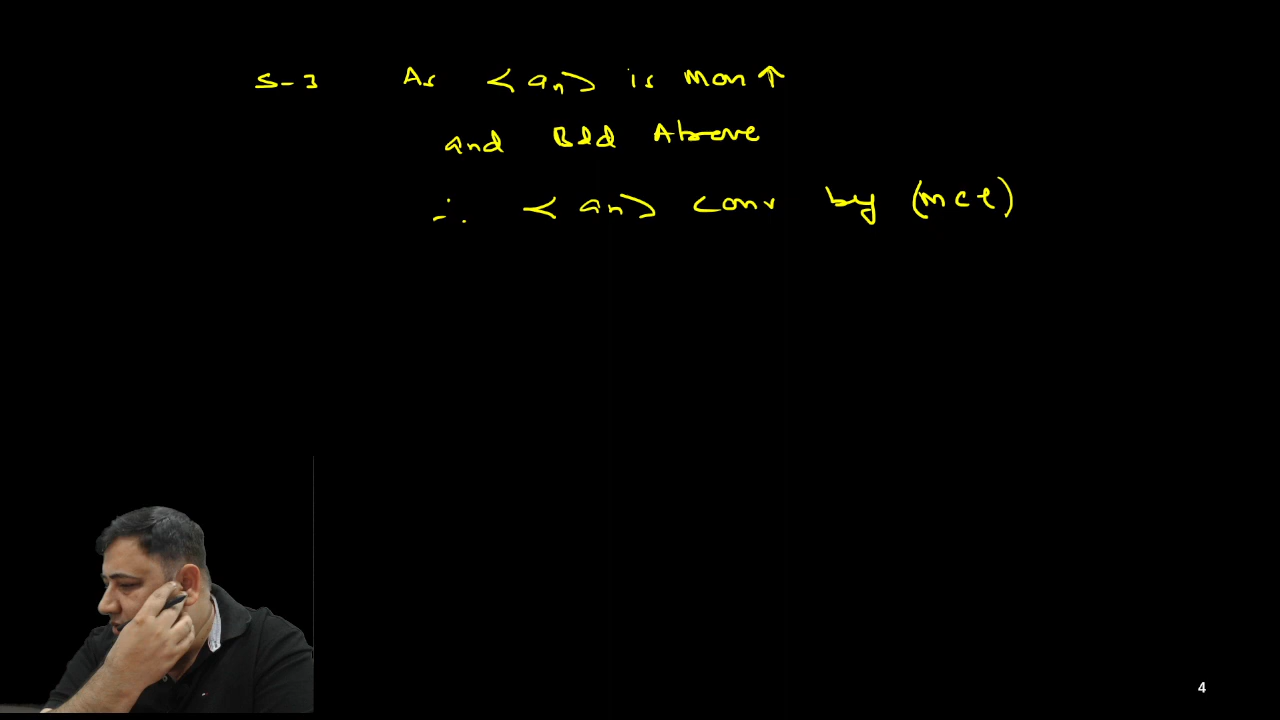 S-3 As <an> is Mon ↑
and Bdd Above
∴ <an> conv by (mct)
4